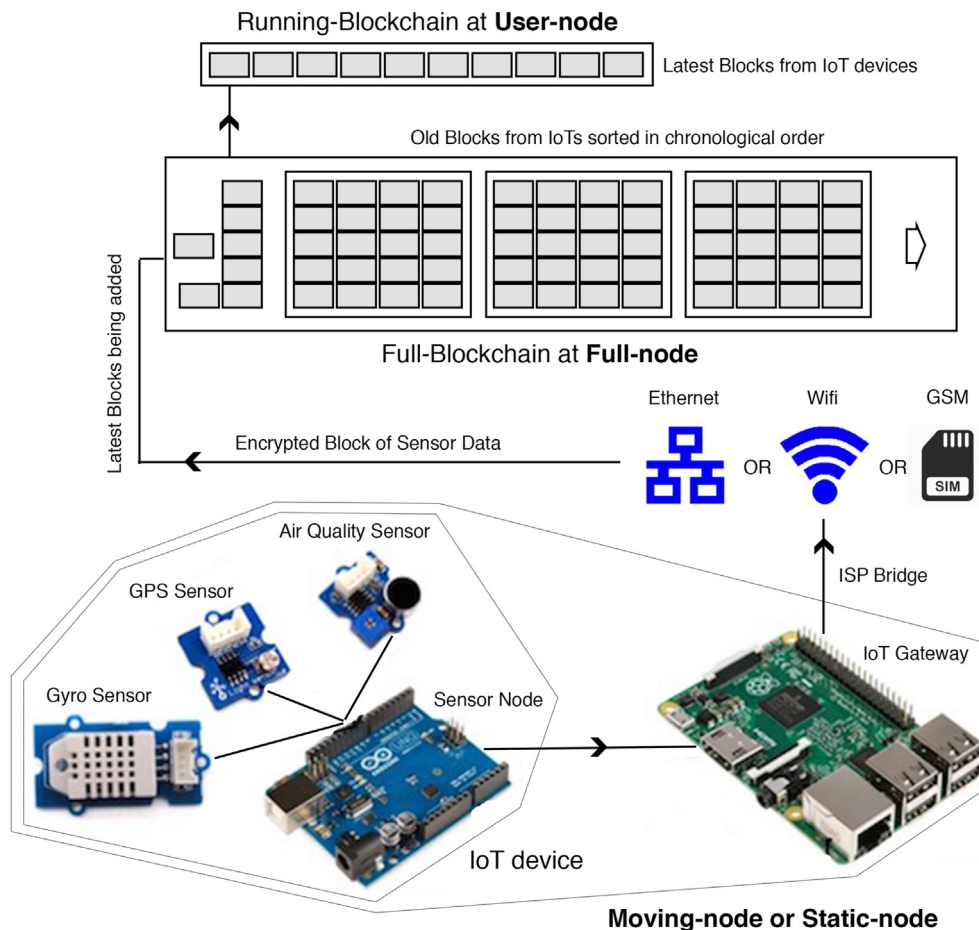 Running-Blockchain at User-node
Latest Blocks from IoT devices
Old Blocks from IoTs sorted in chronological order
Latest Blocks being added
Full-Blockchain at Full-node
Ethernet
Wifi
GSM
Encrypted Block of Sensor Data
OR
OR
SIM
Air Quality Sensor
ISP Bridge
GPS Sensor
IoT Gateway
Gyro Sensor
Sensor Node
IoT device
Moving-node or Static-node